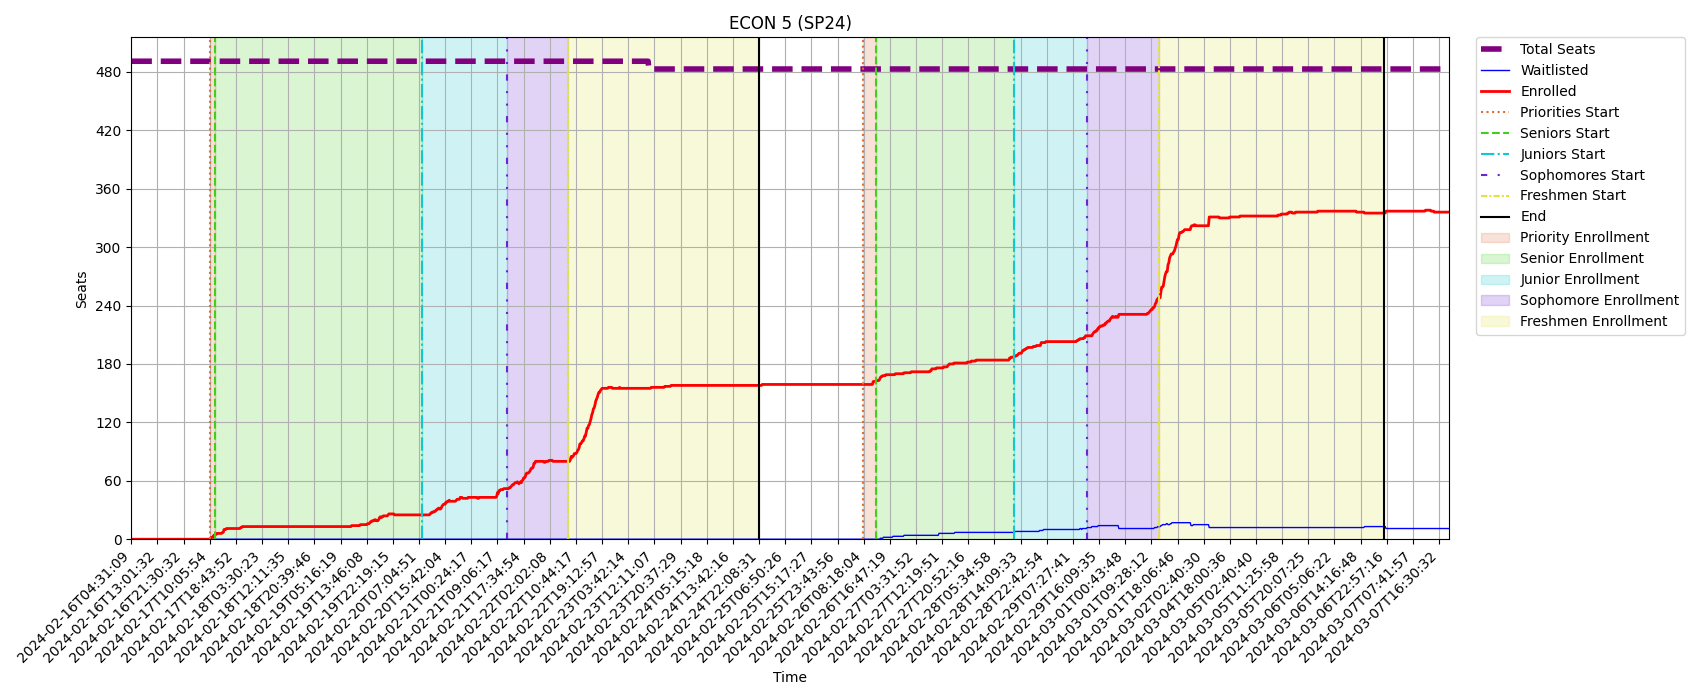 ECON 5 (SP24)
Seats
480
420
360
300
240
180
120
60
0
2024-02-16T04:31:09
2024-02-16T13:01:32
2024-02-16T21:30:32
2024-02-17T10:05:54
2024-02-17T18:43:52
2024-02-18T03:30:23
2024-02-18T12:11:35
2024-02-18T20:39:46
2024-02-19T05:16:19
2024-02-19T13:46:08
2024-02-19T22:19:15
2024-02-20T07:04:51
2024-02-20T15:42:04
2024-02-21T00:24:17
2024-02-21T09:06:17
2024-02-21T17:34:54
2024-02-22T02:02:08
2024-02-22T10:44:17
2024-02-22T19:12:57
2024-02-23T03:42:14
2024-02-23T12:11:07
2024-02-23T20:37:29
2024-02-24T05:15:18
2024-02-24T13:42:16
2024-02-24T22:08:31
2024-02-25T06:50:26
2024-02-25T15:17:27
2024-02-25T23:43:56
2024-02-26T08:18:04
2024-02-26T16:47:19
2024-02-27T03:31:52
2024-02-27T12:19:51
2024-02-27T20:52:16
2024-02-28T05:34:58
2024-02-28T14:09:33
2024-02-28T22:42:54
2024-02-29T07:27:41
2024-02-29T16:09:35
2024-03-01T00:43:48
2024-03-01T09:28:12
2024-03-01T18:06:46
2024-03-02T02:40:30
2024-03-04T18:00:36
2024-03-05T02:40:40
2024-03-05T11:25:58
2024-03-05T20:07:25
2024-03-06T05:06:22
2024-03-06T14:16:48
2024-03-06T22:57:16
2024-03-07T07:41:57
2024-03-07T16:30:32
Time
Total Seats
Waitlisted
Enrolled
Priorities Start
Seniors Start
Juniors Start
Sophomores Start
Freshmen Start
End
Priority Enrollment
Senior Enrollment
Junior Enrollment
Sophomore Enrollment
Freshmen Enrollment